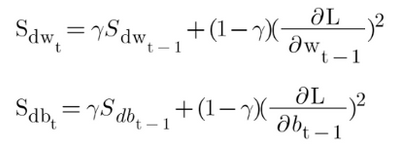 S_{dw_t} = γS_{dw_{t-1}} + (1-γ)(∂L/∂w_{t-1})^2
S_{db_t} = γS_{db_{t-1}} + (1-γ)(∂L/∂b_{t-1})^2